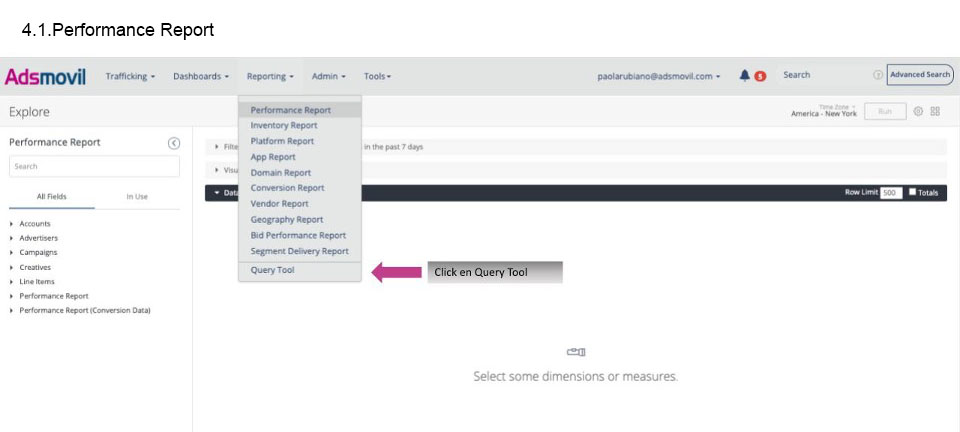 4.1.Performance Report
Adsmovil Trafficking Dashboards Reporting Admin Tools paolarubiano@adsmovil.com 5 Search Advanced Search
Explore
Time Zone
America - New York
Run
Performance Report
Search
All Fields In Use
Accounts
Advertisers
Campaigns
Creatives
Line Items
Performance Report
Performance Report (Conversion Data)
Performance Report
Inventory Report
Platform Report
App Report
Domain Report
Conversion Report
Vendor Report
Geography Report
Bid Performance Report
Segment Delivery Report
Query Tool
Filte in the past 7 days
Visu
Data Row Limit 500 Totals
Click en Query Tool
Select some dimensions or measures.